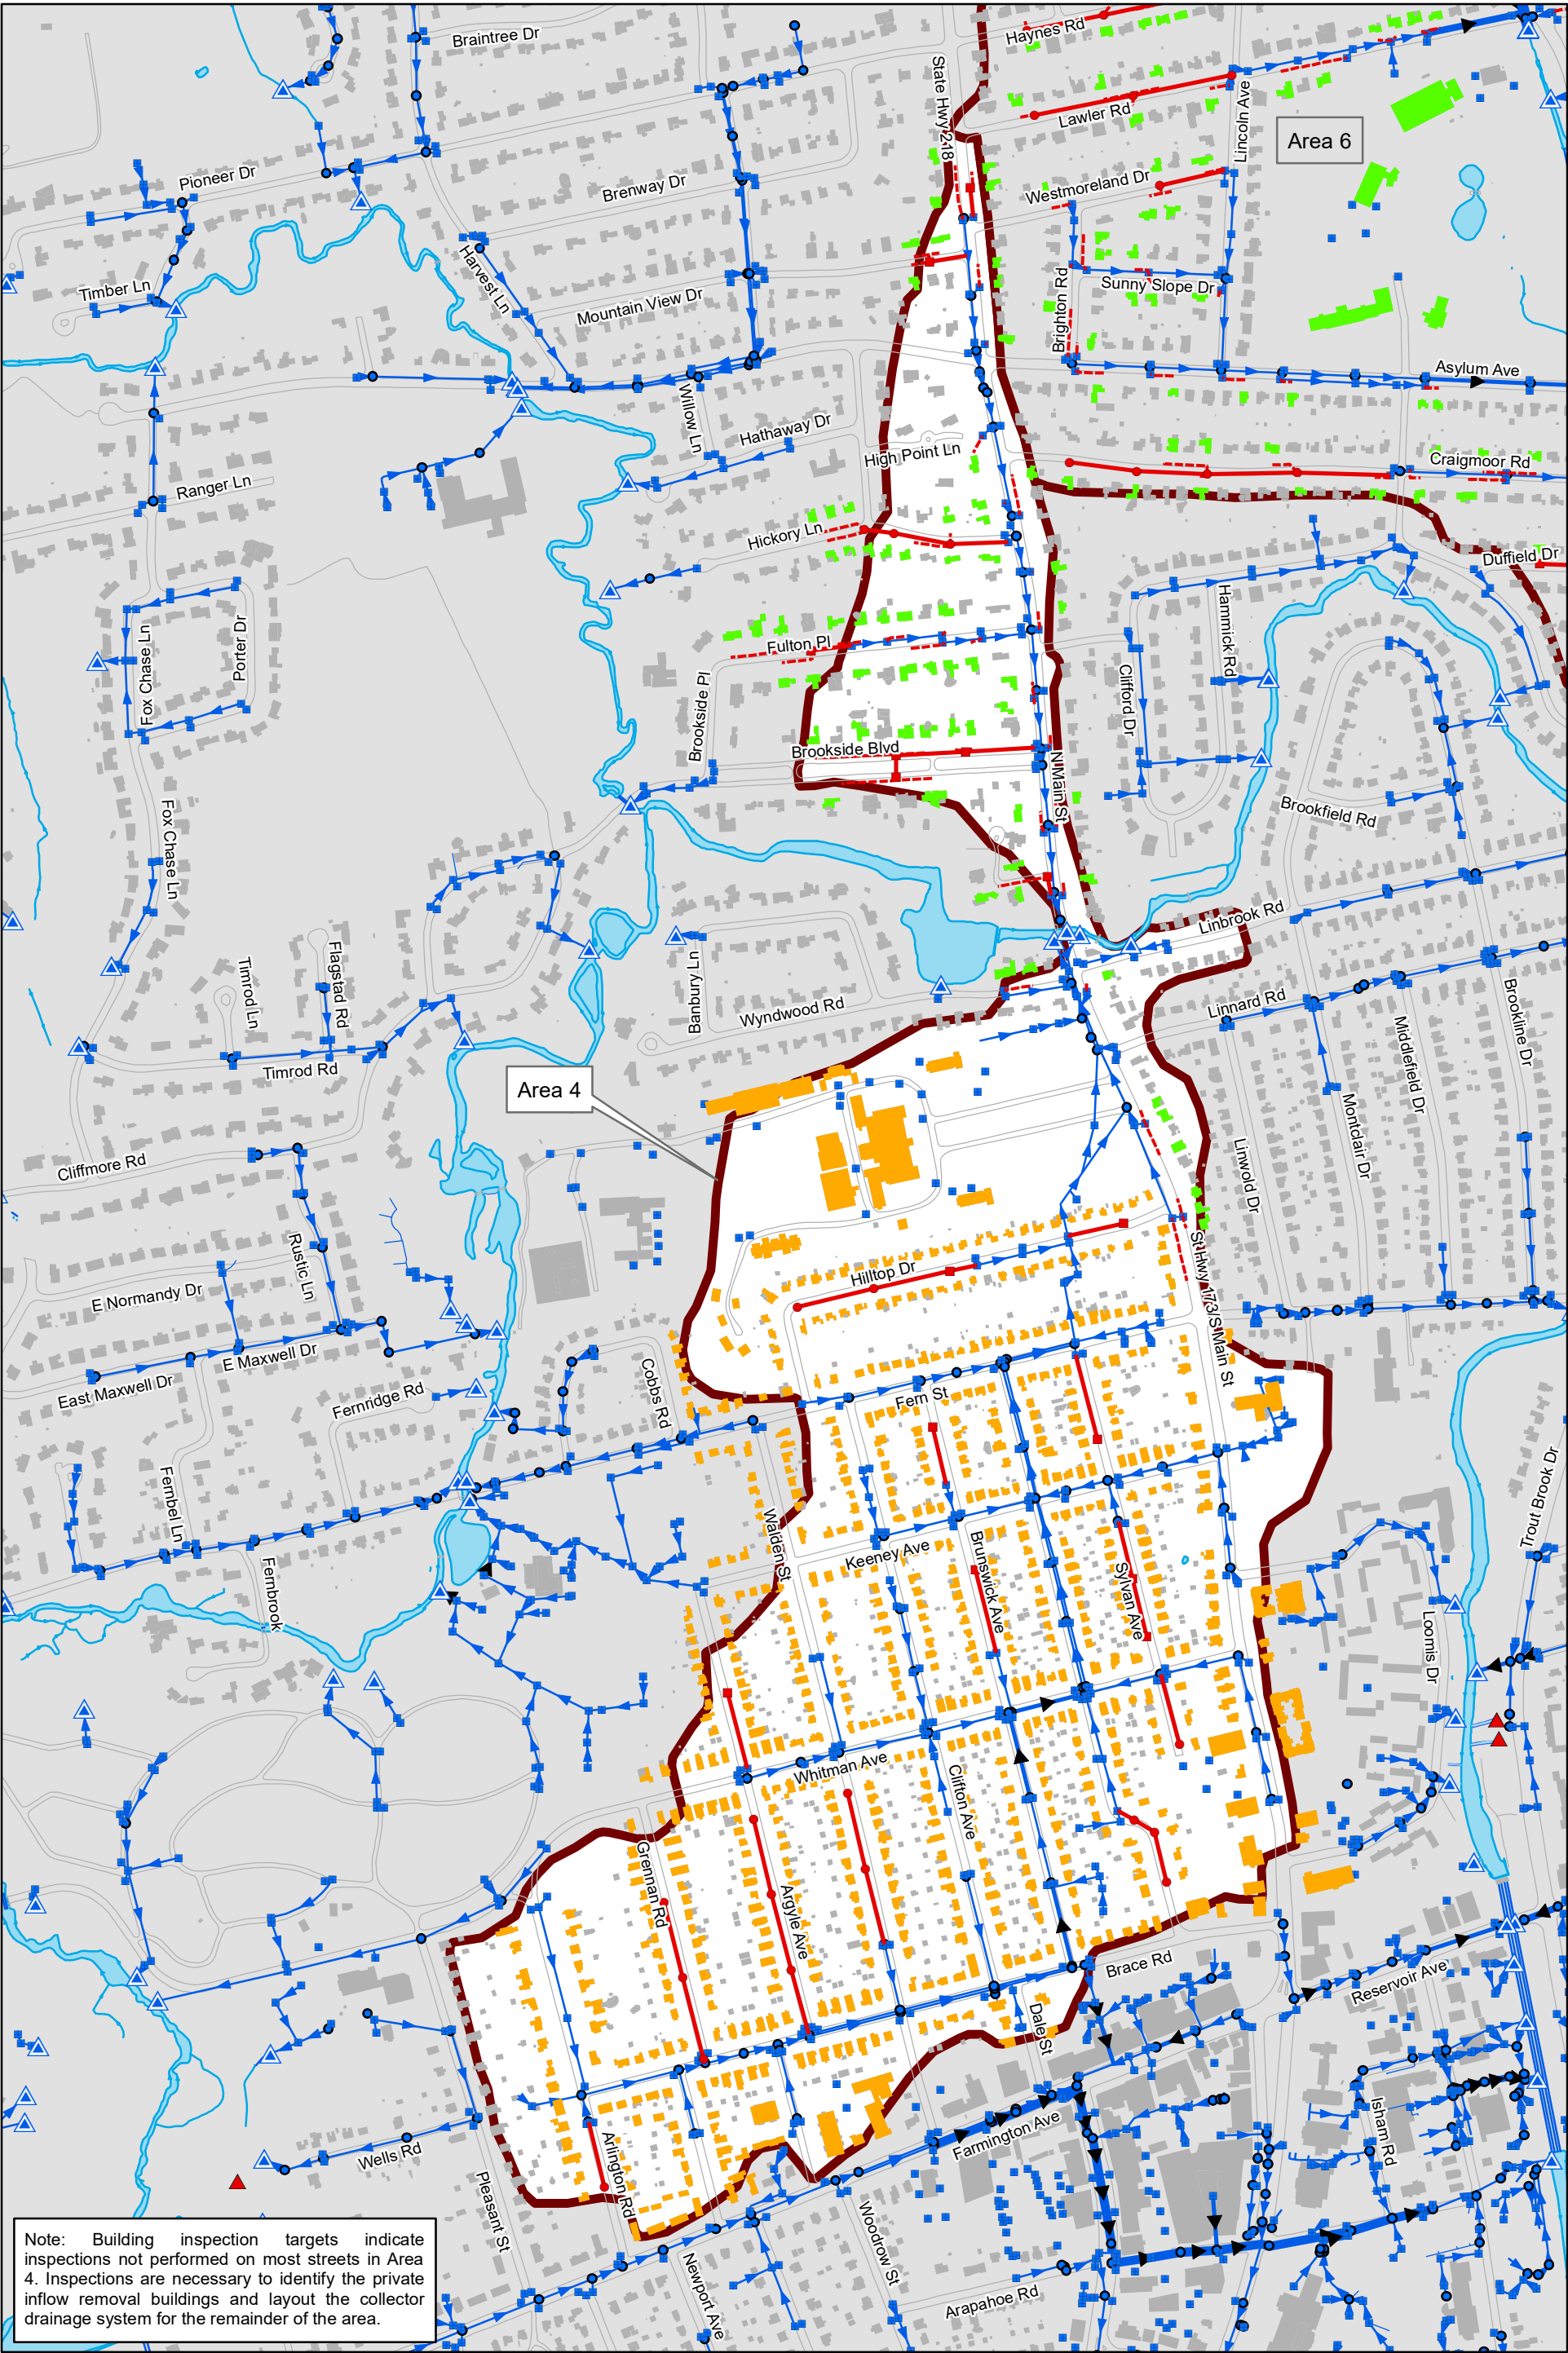 Braintree Dr
Haynes Rd
State Hwy 218
Lawler Rd
Lincoln Ave
Area 6
Pioneer Dr
Brenway Dr
Westmoreland Dr
Harvest Ln
Timber Ln
Mountain View Dr
Brighton Rd
Sunny Slope Dr
Asylum Ave
Willow Ln
Hathaway Dr
High Point Ln
Craigmoor Rd
Ranger Ln
Hickory Ln
Duffield Dr
Hammick Rd
Fox Chase Ln
Porter Dr
Fulton Pl
Brookside Pl
Clifford Dr
Brookside Blvd
N Main St
Brookfield Rd
Fox Chase Ln
Linbrook Rd
Timrod Ln
Flagstad Rd
Banbury Ln
Wyndwood Rd
Linnard Rd
Brookline Dr
Middlefield Dr
Timrod Rd
Area 4
Montclair Dr
Linwold Dr
Cliffmore Rd
Rustic Ln
E Normandy Dr
Hilltop Dr
St Hwy 173/S Main St
E Maxwell Dr
East Maxwell Dr
Fernridge Rd
Cobbs Rd
Fern St
Trout Brook Dr
Fernbel Ln
Walden St
Keeney Ave
Brunswick Ave
Sylvan Ave
Fernbrook
Loomis Dr
Whitman Ave
Clifton Ave
Grennan Rd
Argyle Ave
Brace Rd
Reservoir Ave
Dale St
Farmington Ave
Isham Rd
Wells Rd
Arlington Rd
Pleasant St
Woodrow St
Newport Ave
Arapahoe Rd
Note: Building inspection targets indicate
inspections not performed on most streets in Area
4. Inspections are necessary to identify the private
inflow removal buildings and layout the collector
drainage system for the remainder of the area.